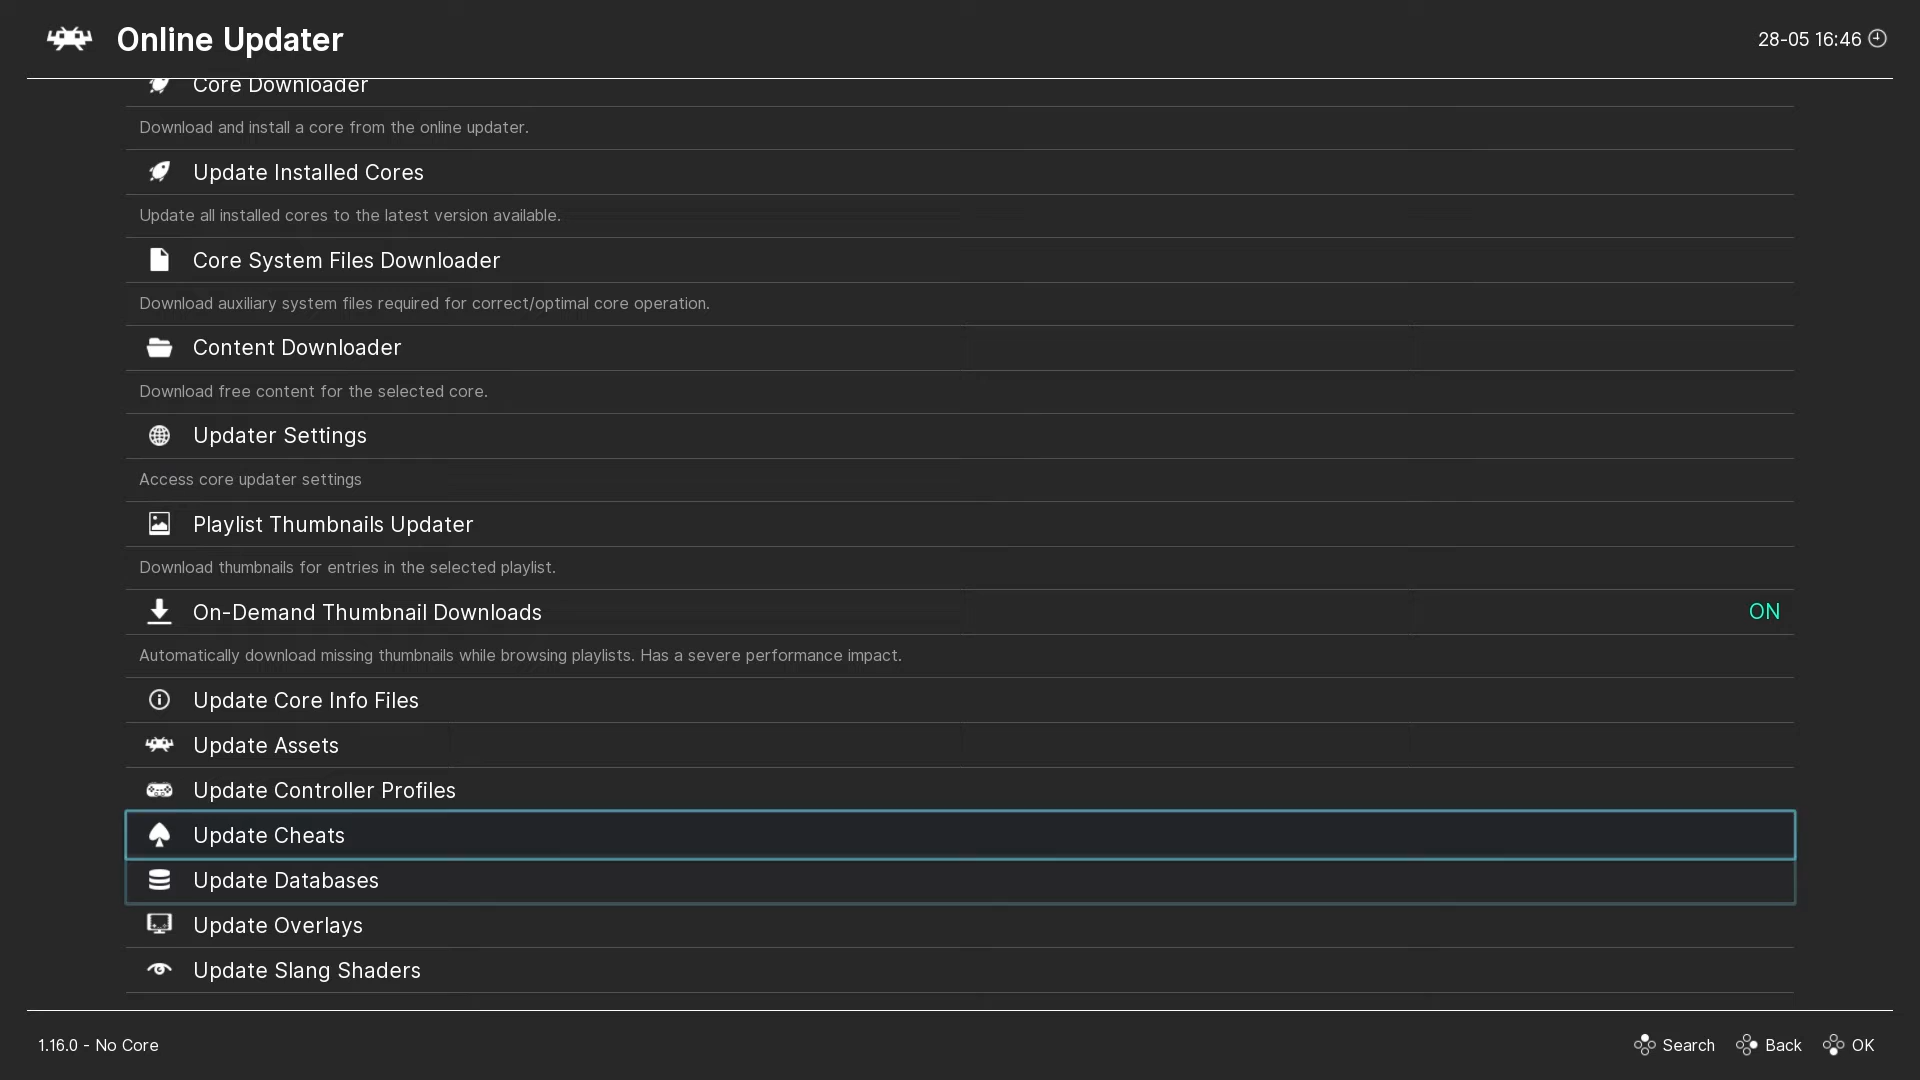 Online Updater
28-05 16:46
Core Downloader
Download and install a core from the online updater.
Update Installed Cores
Update all installed cores to the latest version available.
Core System Files Downloader
Download auxiliary system files required for correct/optimal core operation.
Content Downloader
Download free content for the selected core.
Updater Settings
Access core updater settings
Playlist Thumbnails Updater
Download thumbnails for entries in the selected playlist.
On-Demand Thumbnail Downloads ON
Automatically download missing thumbnails while browsing playlists. Has a severe performance impact.
Update Core Info Files
Update Assets
Update Controller Profiles
Update Cheats
Update Databases
Update Overlays
Update Slang Shaders
1.16.0 - No Core
Search Back OK